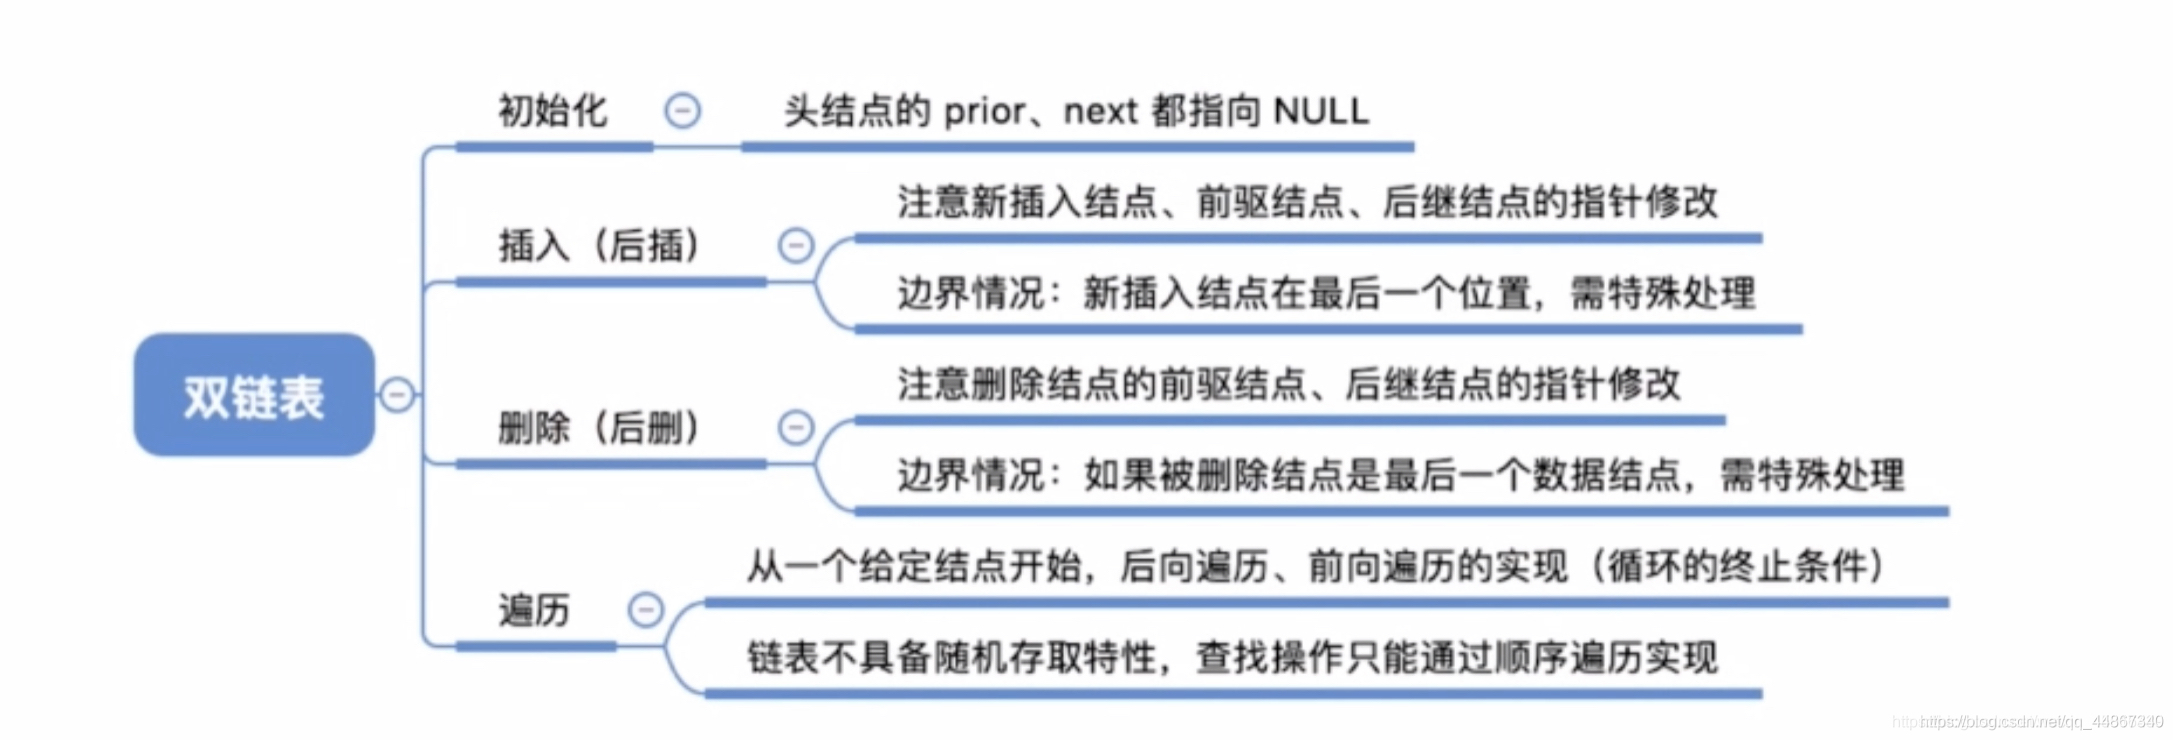 初始化
头结点的 prior、next 都指向 NULL
插入（后插）
注意新插入结点、前驱结点、后继结点的指针修改
边界情况：新插入结点在最后一个位置，需特殊处理
双链表
删除（后删）
注意删除结点的前驱结点、后继结点的指针修改
边界情况：如果被删除结点是最后一个数据结点，需特殊处理
遍历
从一个给定结点开始，后向遍历、前向遍历的实现（循环的终止条件）
链表不具备随机存取特性，查找操作只能通过顺序遍历实现
https://blog.csdn.net/qq_44867340